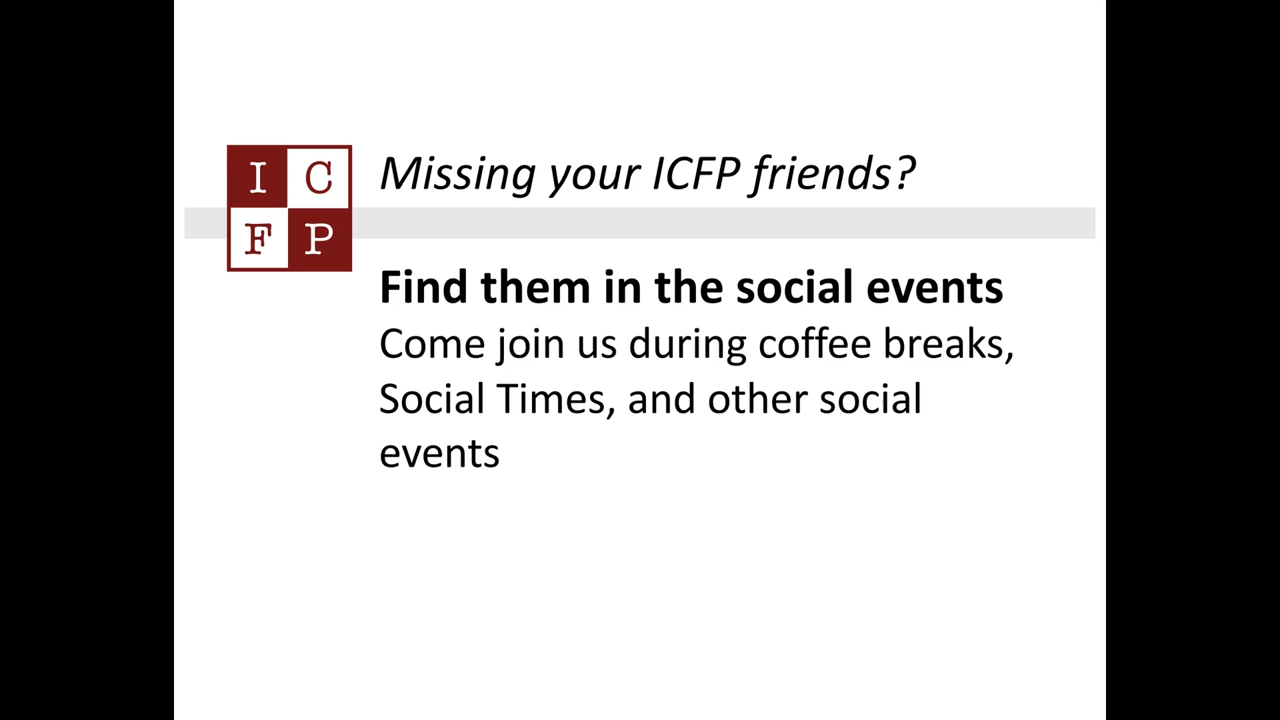 I C
F P
Missing your ICFP friends?
Find them in the social events
Come join us during coffee breaks,
Social Times, and other social
events